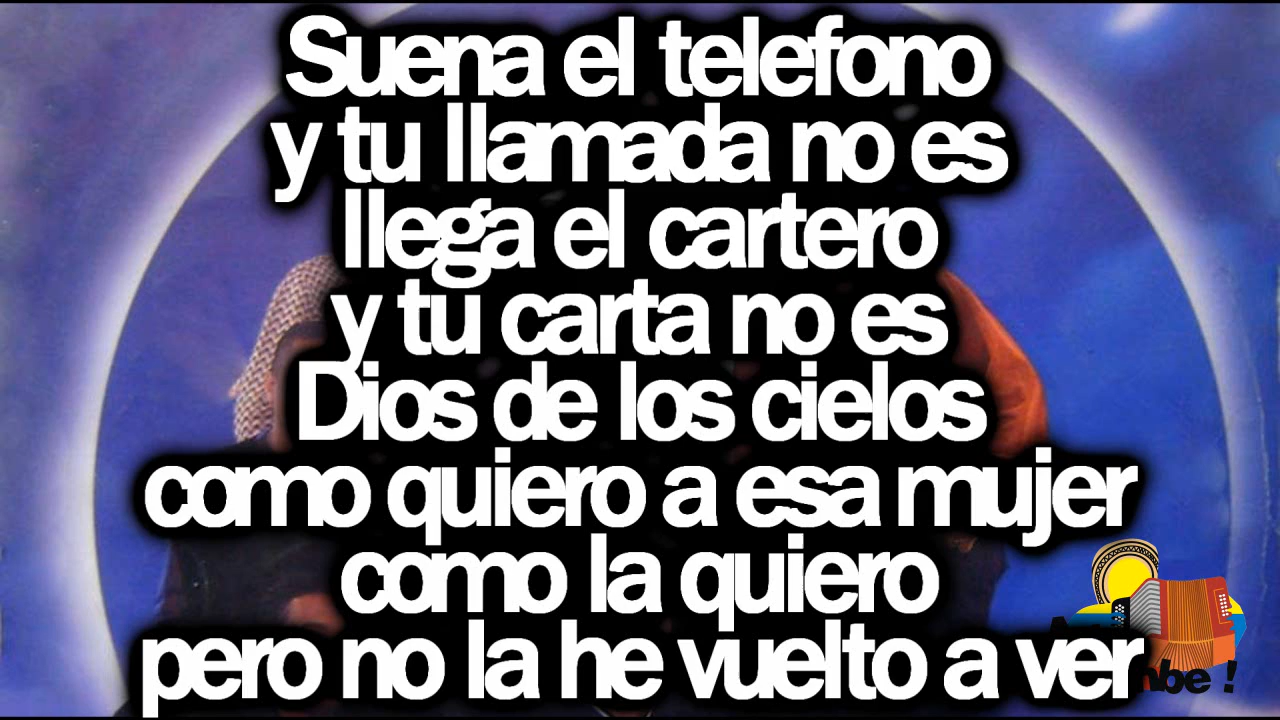 Suena el telefono
y tu llamada no es
llega el cartero
y tu carta no es
Dios de los cielos
como quiero a esa mujer
como la quiero
pero no la he vuelto a ver